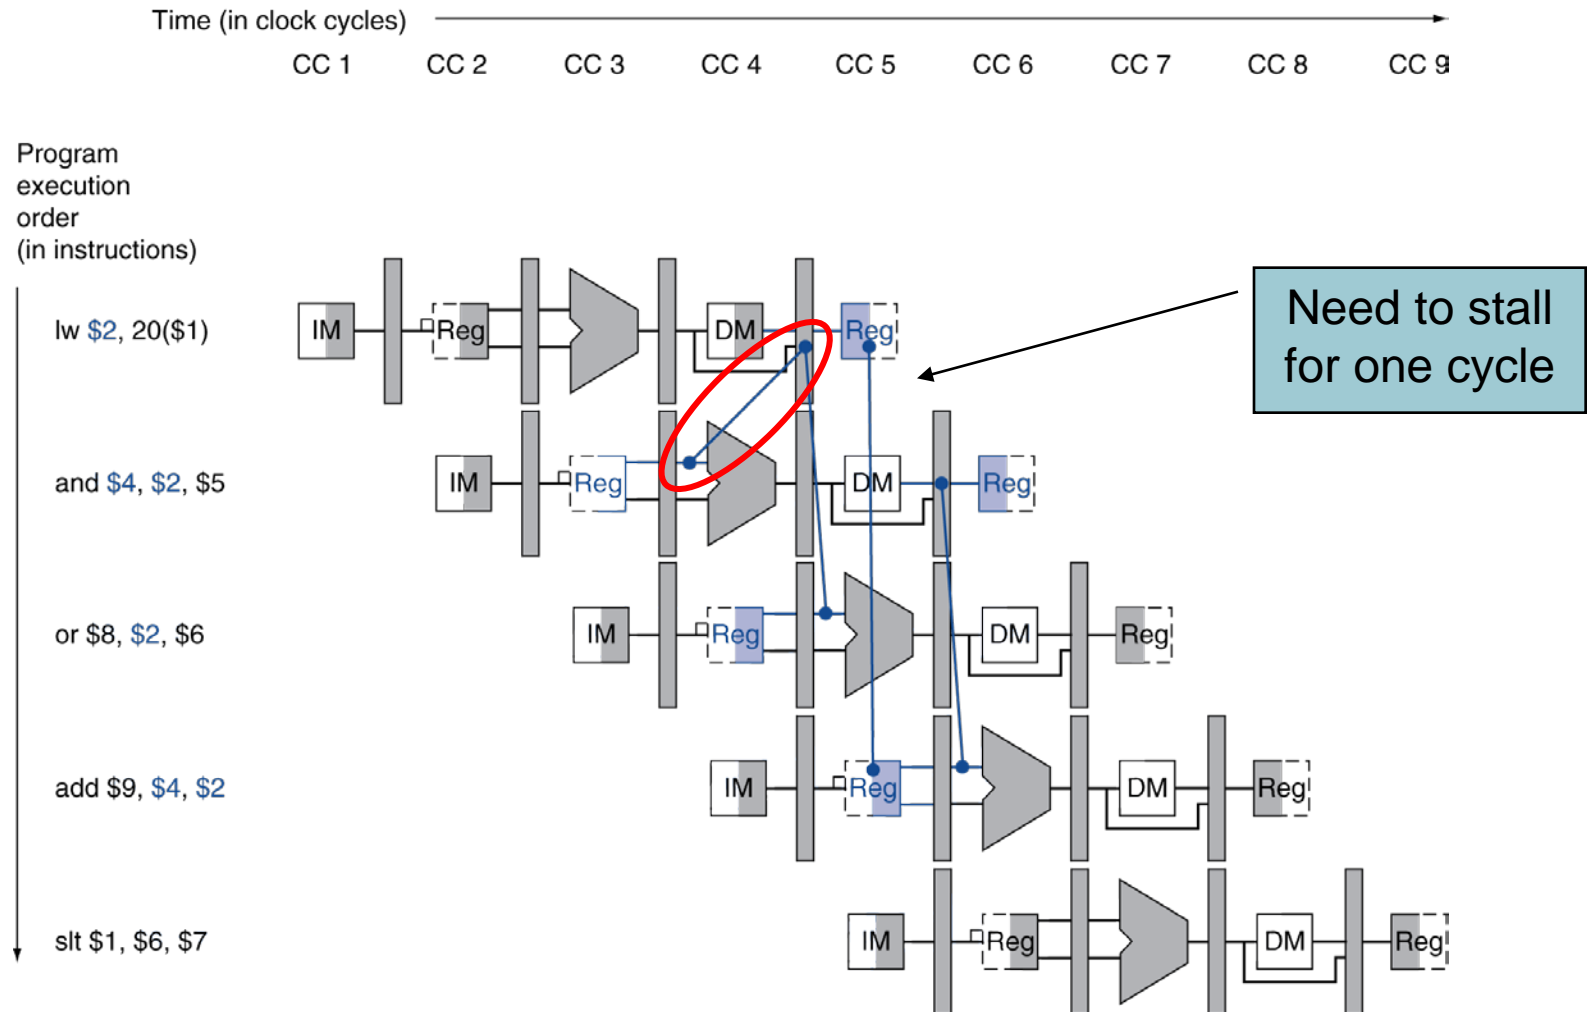 Time (in clock cycles)
CC 1 CC 2 CC 3 CC 4 CC 5 CC 6 CC 7 CC 8 CC 9
Program
execution
order
(in instructions)
Need to stall
for one cycle
lw $2, 20($1) IM Reg DM Reg
and $4, $2, $5 IM Reg DM Reg
or $8, $2, $6 IM Reg DM Reg
add $9, $4, $2 IM Reg DM Reg
slt $1, $6, $7 IM Reg DM Reg